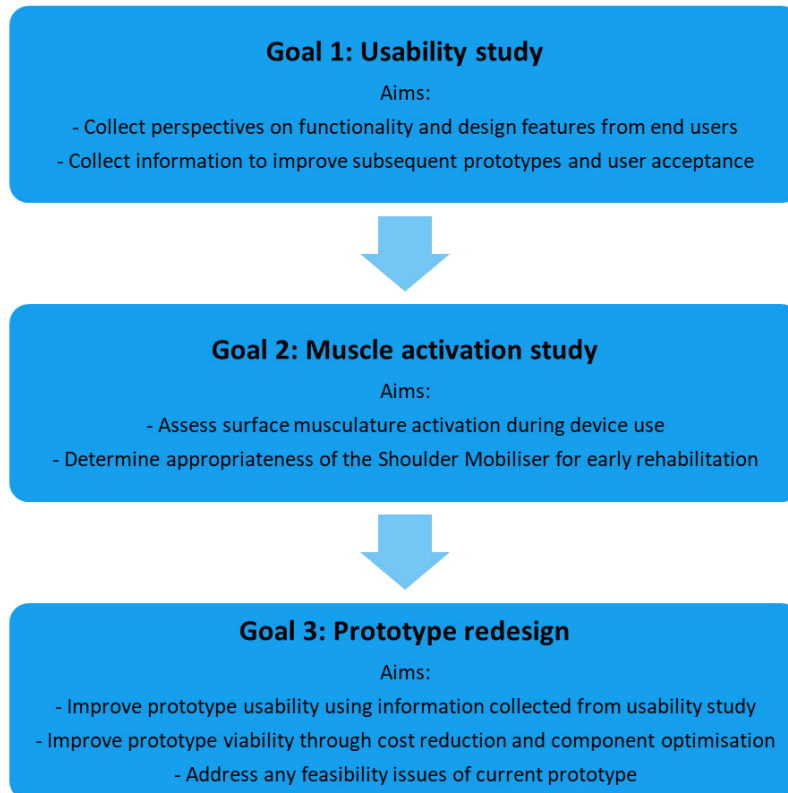 Goal 1: Usability study
Aims:
- Collect perspectives on functionality and design features from end users
- Collect information to improve subsequent prototypes and user acceptance
Goal 2: Muscle activation study
Aims:
- Assess surface musculature activation during device use
- Determine appropriateness of the Shoulder Mobiliser for early rehabilitation
Goal 3: Prototype redesign
Aims:
- Improve prototype usability using information collected from usability study
- Improve prototype viability through cost reduction and component optimisation
- Address any feasibility issues of current prototype